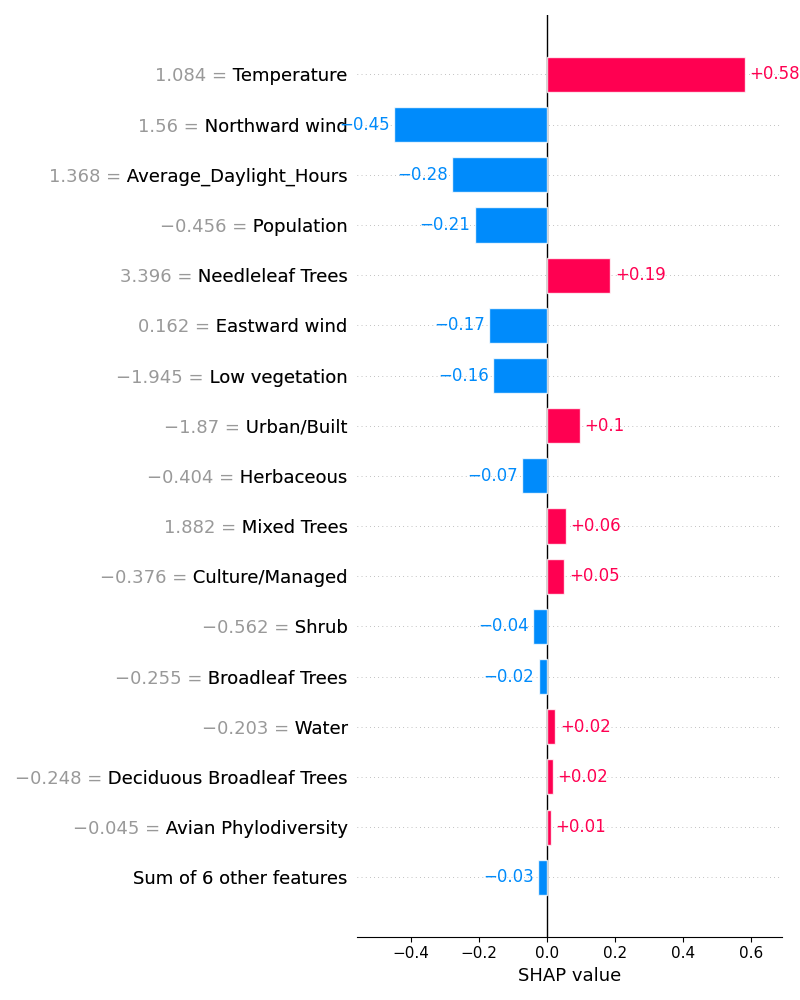 1.084 = Temperature +0.58
1.56 = Northward wind −0.45
1.368 = Average_Daylight_Hours −0.28
−0.456 = Population −0.21
3.396 = Needleleaf Trees +0.19
0.162 = Eastward wind −0.17
−1.945 = Low vegetation −0.16
−1.87 = Urban/Built +0.1
−0.404 = Herbaceous −0.07
1.882 = Mixed Trees +0.06
−0.376 = Culture/Managed +0.05
−0.562 = Shrub −0.04
−0.255 = Broadleaf Trees −0.02
−0.203 = Water +0.02
−0.248 = Deciduous Broadleaf Trees +0.02
−0.045 = Avian Phylodiversity +0.01
Sum of 6 other features −0.03
−0.4 −0.2 0.0 0.2 0.4 0.6
SHAP value